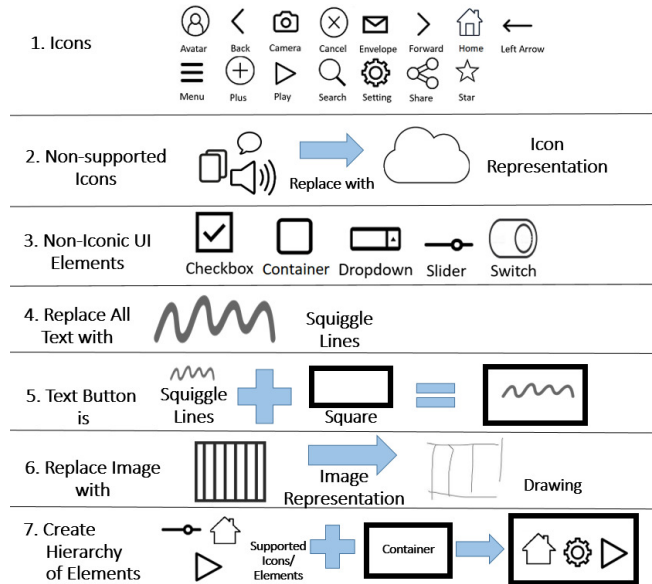 1. Icons
Avatar Back Camera Cancel Envelope Forward Home Left Arrow
Menu Plus Play Search Setting Share Star
2. Non-supported
Icons
Replace with
Icon
Representation
3. Non-Iconic UI
Elements
Checkbox Container Dropdown Slider Switch
4. Replace All
Text with
Squiggle
Lines
5. Text Button
is
Squiggle
Lines
Square
6. Replace Image
with
Image
Representation
Drawing
7. Create
Hierarchy
of Elements
Supported
Icons/
Elements
Container